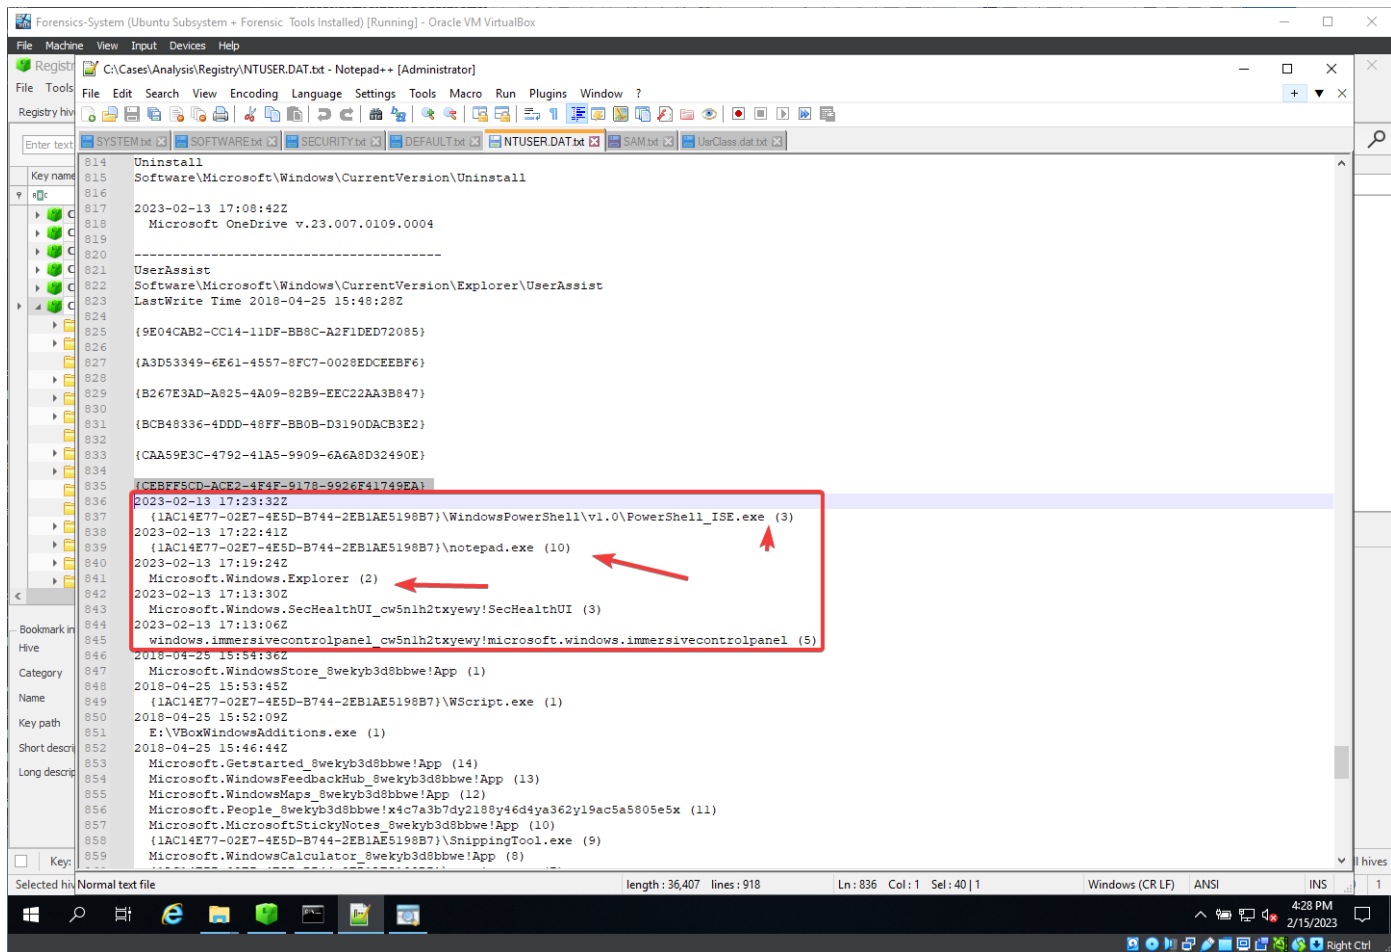 Forensics-System (Ubuntu Subsystem + Forensic Tools Installed) [Running] - Oracle VM VirtualBox
File Machine View Input Devices Help
Registr
C:\Cases\Analysis\Registry\NTUSER.DAT.txt - Notepad++ [Administrator]
File Tools
File Edit Search View Encoding Language Settings Tools Macro Run Plugins Window ?
Registry hiv
Enter text
SYSTEM.txt SOFTWARE.txt SECURITY.txt DEFAULT.txt NTUSER.DAT.txt SAM.txt UsrClass.dat.txt
Key name
814 Uninstall
815 Software\Microsoft\Windows\CurrentVersion\Uninstall
816
817 2023-02-13 17:08:42Z
818 Microsoft OneDrive v.23.007.0109.0004
819
820 ----------------------------------------
821 UserAssist
822 Software\Microsoft\Windows\CurrentVersion\Explorer\UserAssist
823 LastWrite Time 2018-04-25 15:48:28Z
824
825 {9E04CAB2-CC14-11DF-BB8C-A2F1DED72085}
826
827 {A3D53349-6E61-4557-8FC7-0028EDCEEBF6}
828
829 {B267E3AD-A825-4A09-82B9-EEC22AA3B847}
830
831 {BCB48336-4DDD-48FF-BB0B-D3190DACB3E2}
832
833 {CAA59E3C-4792-41A5-9909-6A6A8D32490E}
834
835 {CEBFF5CD-ACE2-4F4F-9178-9926F41749EA}
836 2023-02-13 17:23:32Z
837 {1AC14E77-02E7-4E5D-B744-2EB1AE5198B7}\WindowsPowerShell\v1.0\PowerShell_ISE.exe (3)
838 2023-02-13 17:22:41Z
839 {1AC14E77-02E7-4E5D-B744-2EB1AE5198B7}\notepad.exe (10)
840 2023-02-13 17:19:24Z
841 Microsoft.Windows.Explorer (2)
842 2023-02-13 17:13:30Z
843 Microsoft.Windows.SecHealthUI_cw5n1h2txyewy!SecHealthUI (3)
844 2023-02-13 17:13:06Z
845 windows.immersivecontrolpanel_cw5n1h2txyewy!microsoft.windows.immersivecontrolpanel (5)
846 2018-04-25 15:54:36Z
847 Microsoft.WindowsStore_8wekyb3d8bbwe!App (1)
848 2018-04-25 15:53:45Z
849 {1AC14E77-02E7-4E5D-B744-2EB1AE5198B7}\WScript.exe (1)
850 2018-04-25 15:52:09Z
851 E:\VBoxWindowsAdditions.exe (1)
852 2018-04-25 15:46:44Z
853 Microsoft.Getstarted_8wekyb3d8bbwe!App (14)
854 Microsoft.WindowsFeedbackHub_8wekyb3d8bbwe!App (13)
855 Microsoft.WindowsMaps_8wekyb3d8bbwe!App (12)
856 Microsoft.People_8wekyb3d8bbwe!x4c7a3b7dy2188y46d4ya362y19ac5a5805e5x (11)
857 Microsoft.MicrosoftStickyNotes_8wekyb3d8bbwe!App (10)
858 {1AC14E77-02E7-4E5D-B744-2EB1AE5198B7}\SnippingTool.exe (9)
859 Microsoft.WindowsCalculator_8wekyb3d8bbwe!App (8)
Bookmark in
Hive
Category
Name
Key path
Short descri
Long descrip
Key:
ll hives
Selected hiv
Normal text file length : 36,407 lines : 918 Ln : 836 Col : 1 Sel : 40 | 1 Windows (CR LF) ANSI INS
1
4:28 PM
2/15/2023
Right Ctrl